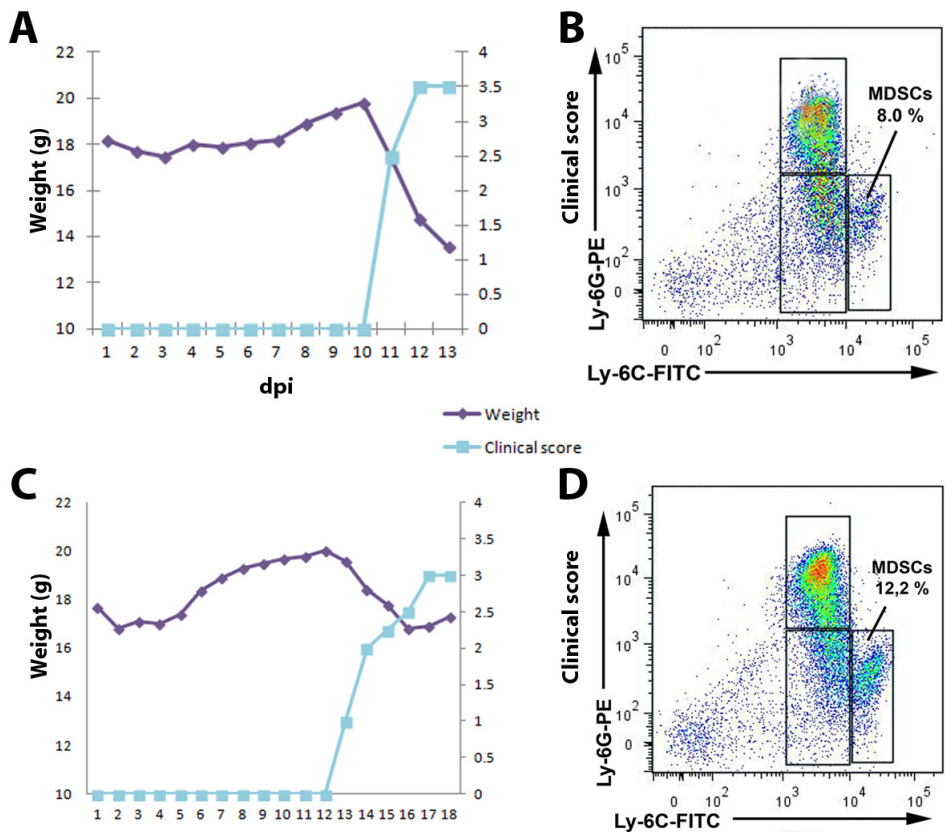 A
22
20
18
16
14
12
10
Weight (g)
4
3.5
3
2.5
2
1.5
1
0.5
0
Clinical score
1 2 3 4 5 6 7 8 9 10 11 12 13
dpi
B
10^5
10^4
10^3
10^2
0
Ly-6G-PE
MDSCs
8.0 %
0 10^2 10^3 10^4 10^5
Ly-6C-FITC
Weight
Clinical score
C
22
20
18
16
14
12
10
Weight (g)
4
3.5
3
2.5
2
1.5
1
0.5
0
Clinical score
1 2 3 4 5 6 7 8 9 10 11 12 13 14 15 16 17 18
D
10^5
10^4
10^3
10^2
0
Ly-6G-PE
MDSCs
12,2 %
0 10^2 10^3 10^4 10^5
Ly-6C-FITC